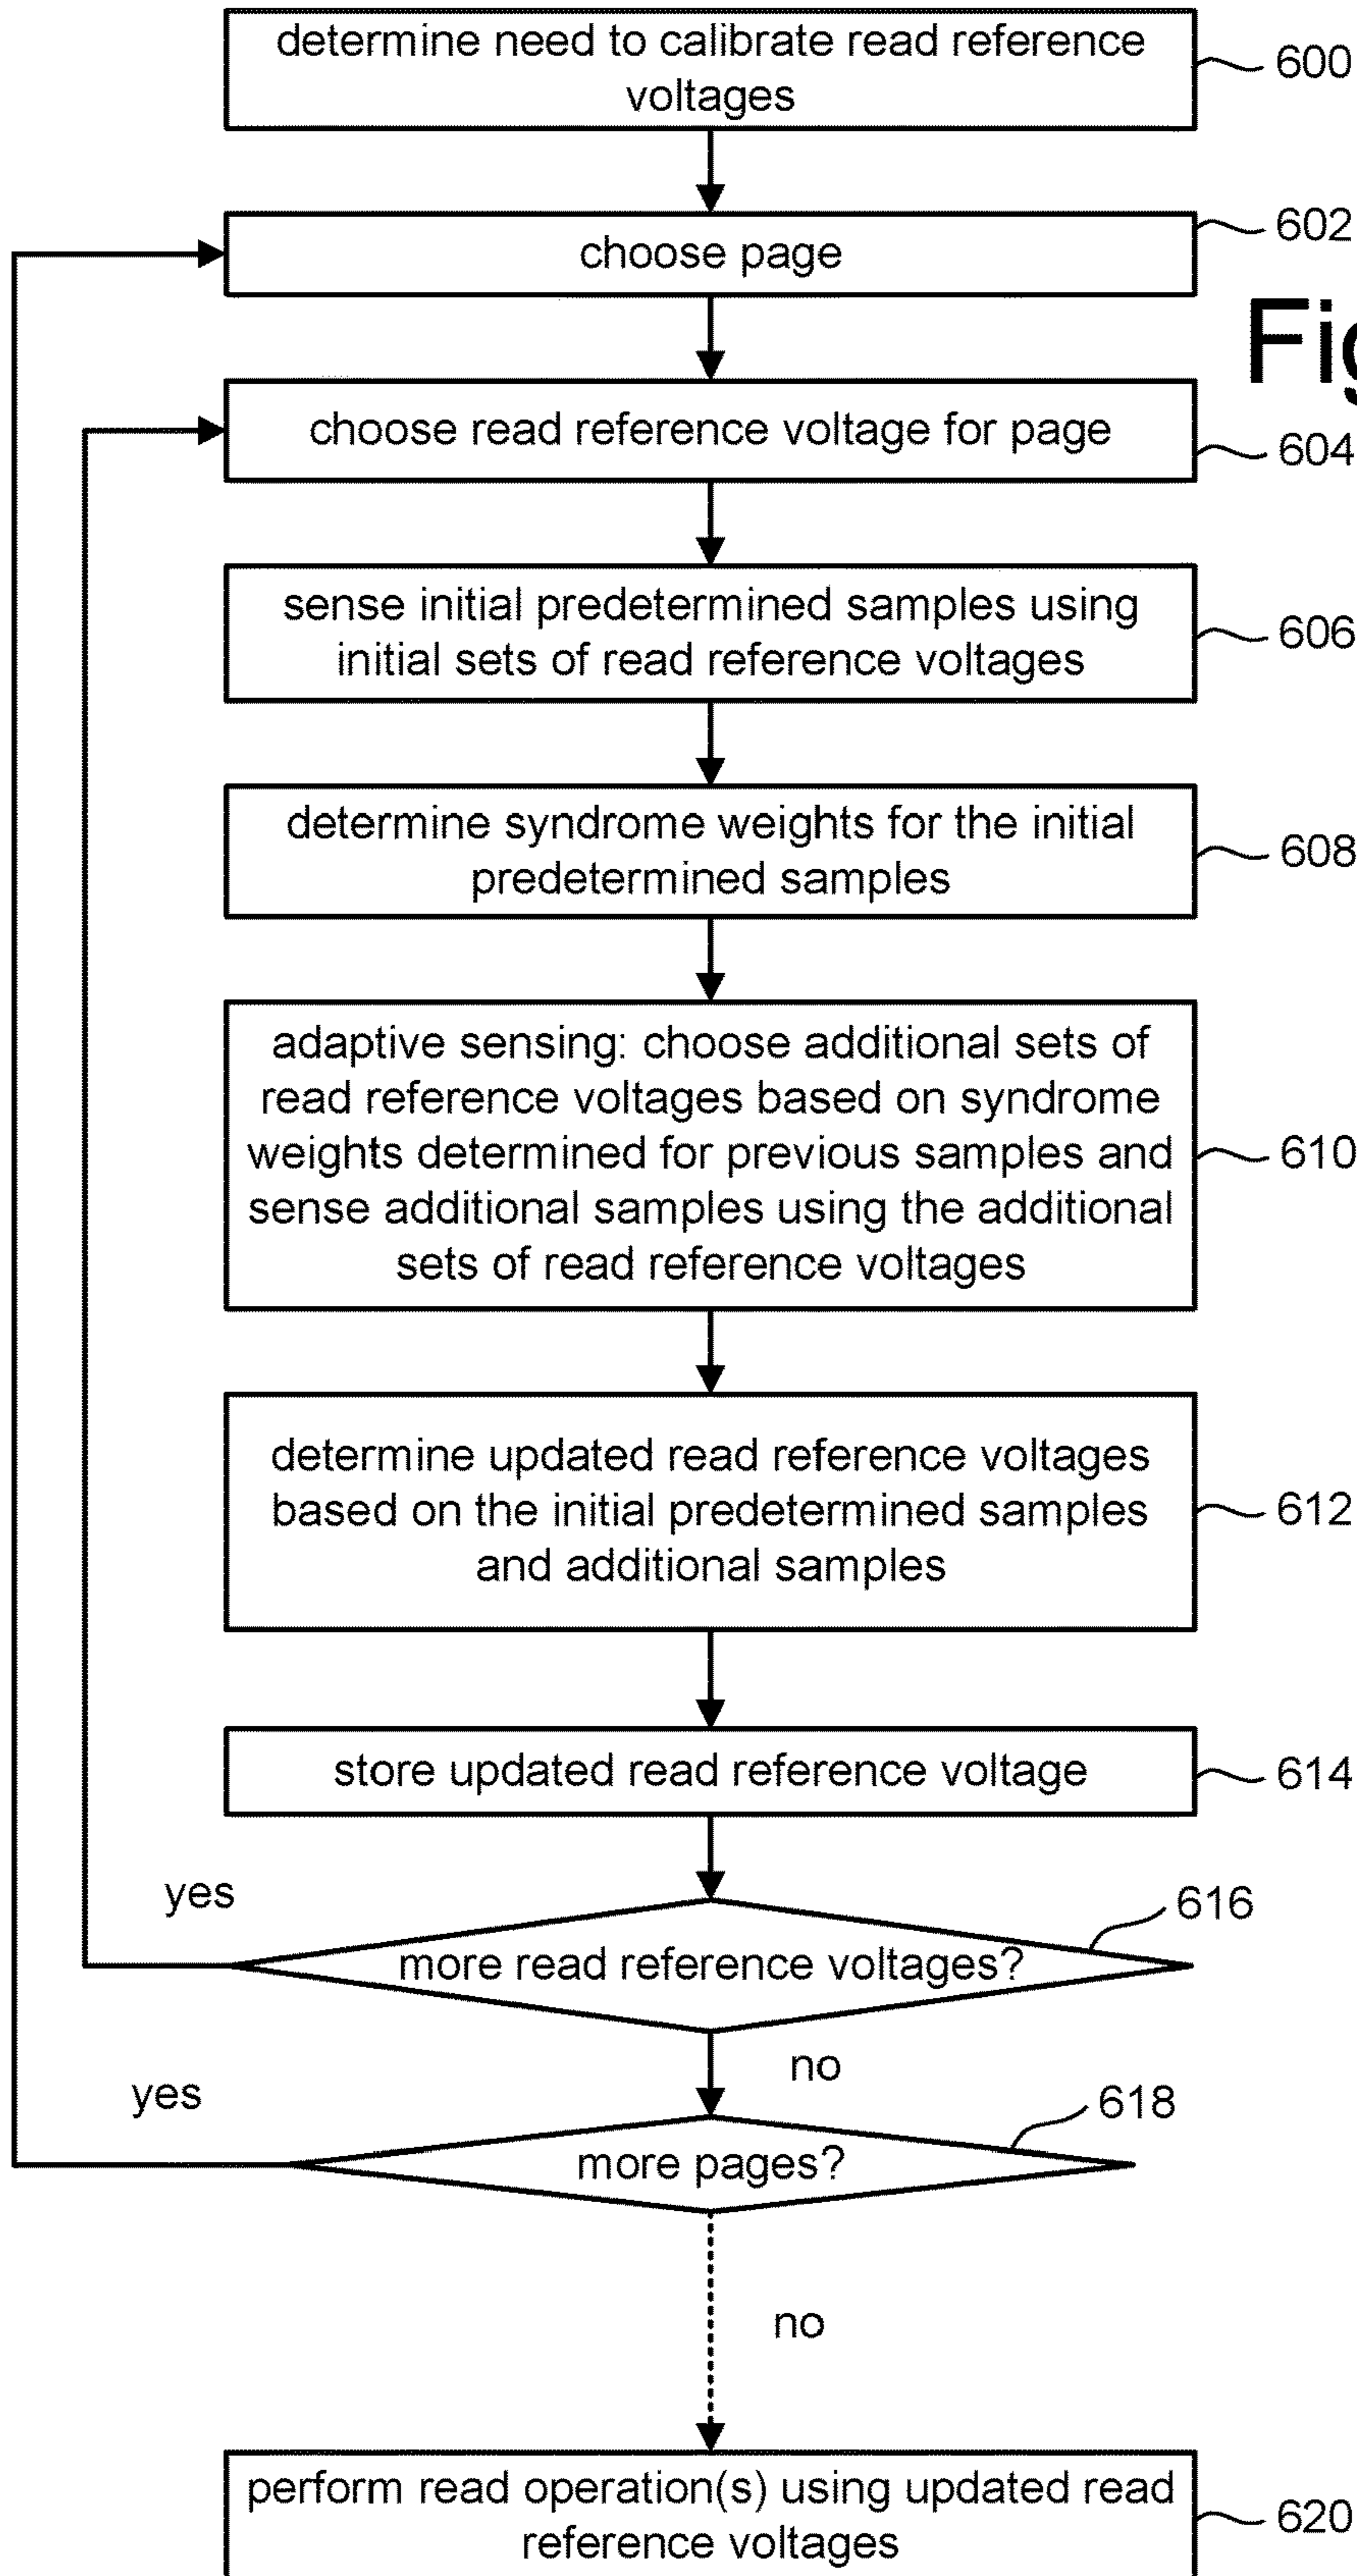 determine need to calibrate read reference
voltages
600
choose page
602
choose read reference voltage for page
604
sense initial predetermined samples using
initial sets of read reference voltages
606
determine syndrome weights for the initial
predetermined samples
608
adaptive sensing: choose additional sets of
read reference voltages based on syndrome
weights determined for previous samples and
sense additional samples using the additional
sets of read reference voltages
610
determine updated read reference voltages
based on the initial predetermined samples
and additional samples
612
store updated read reference voltage
614
yes
616
more read reference voltages?
no
yes
618
more pages?
no
perform read operation(s) using updated read
reference voltages
620